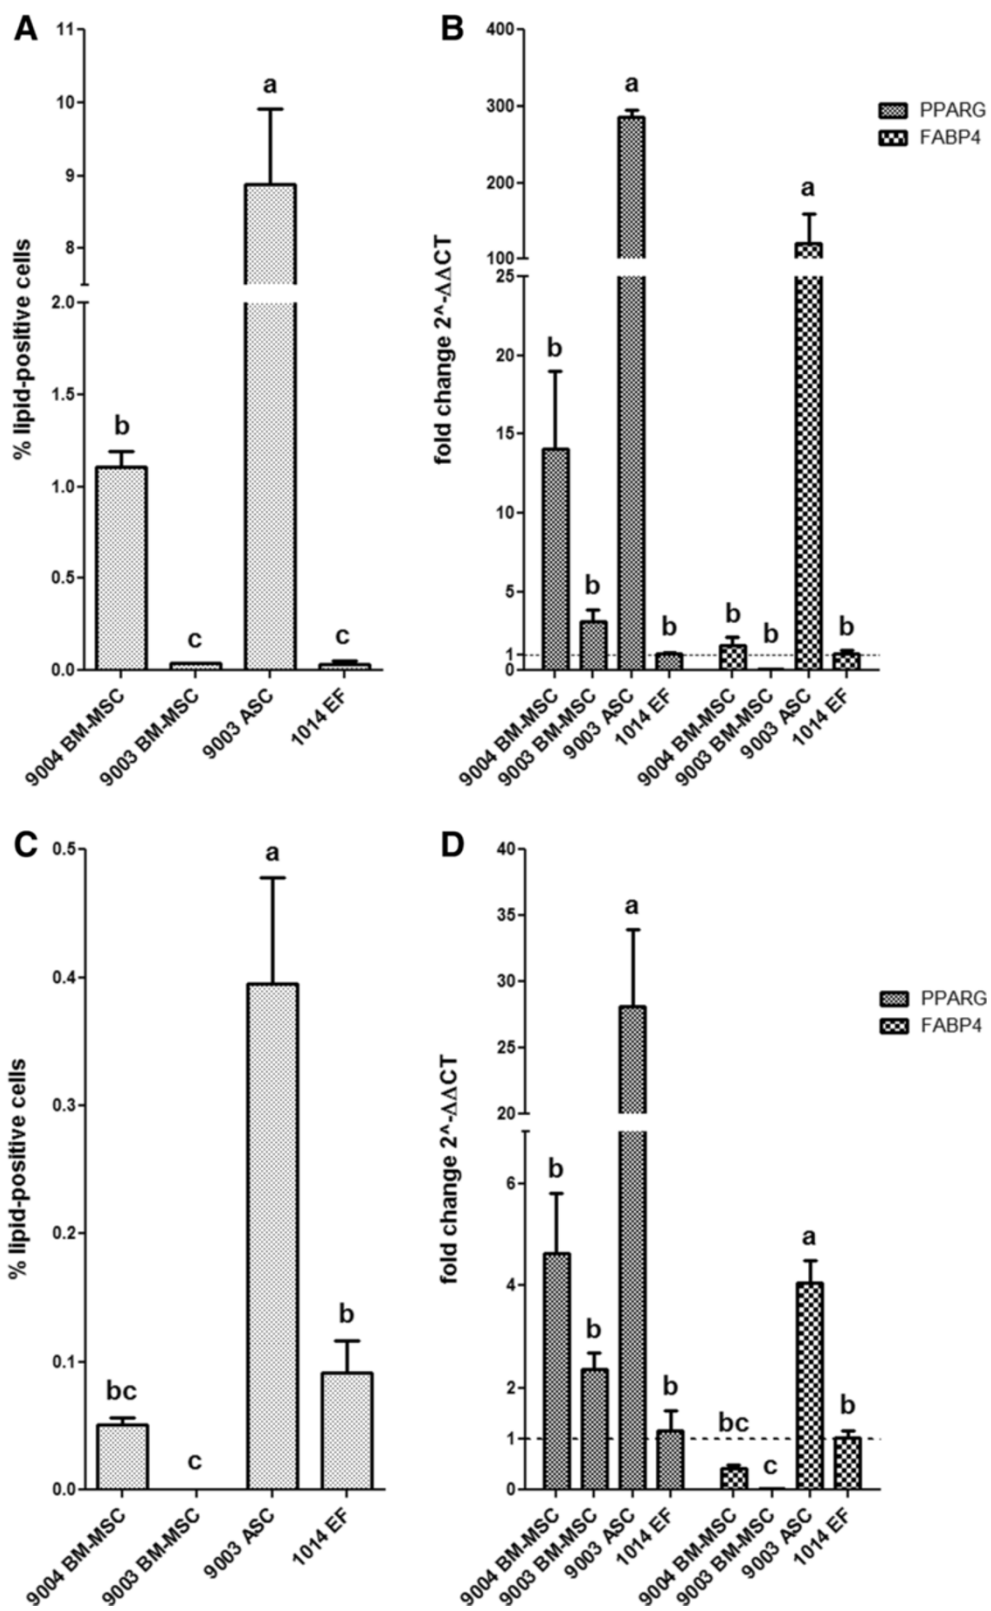 A
% lipid-positive cells
11
10
9
8
2.0
1.5
1.0
0.5
0.0
b
c
a
c
9004 BM-MSC
9003 BM-MSC
9003 ASC
1014 EF
B
fold change 2^-ΔΔCT
400
300
200
100
25
20
15
10
5
1
0
b
b
a
b
b
b
a
b
9004 BM-MSC
9003 BM-MSC
9003 ASC
1014 EF
9004 BM-MSC
9003 BM-MSC
9003 ASC
1014 EF
PPARG
FABP4
C
% lipid-positive cells
0.5
0.4
0.3
0.2
0.1
0.0
bc
c
a
b
9004 BM-MSC
9003 BM-MSC
9003 ASC
1014 EF
D
fold change 2^-ΔΔCT
40
35
30
25
20
6
4
2
1
0
b
b
a
b
bc
c
a
b
9004 BM-MSC
9003 BM-MSC
9003 ASC
1014 EF
9004 BM-MSC
9003 BM-MSC
9003 ASC
1014 EF
PPARG
FABP4